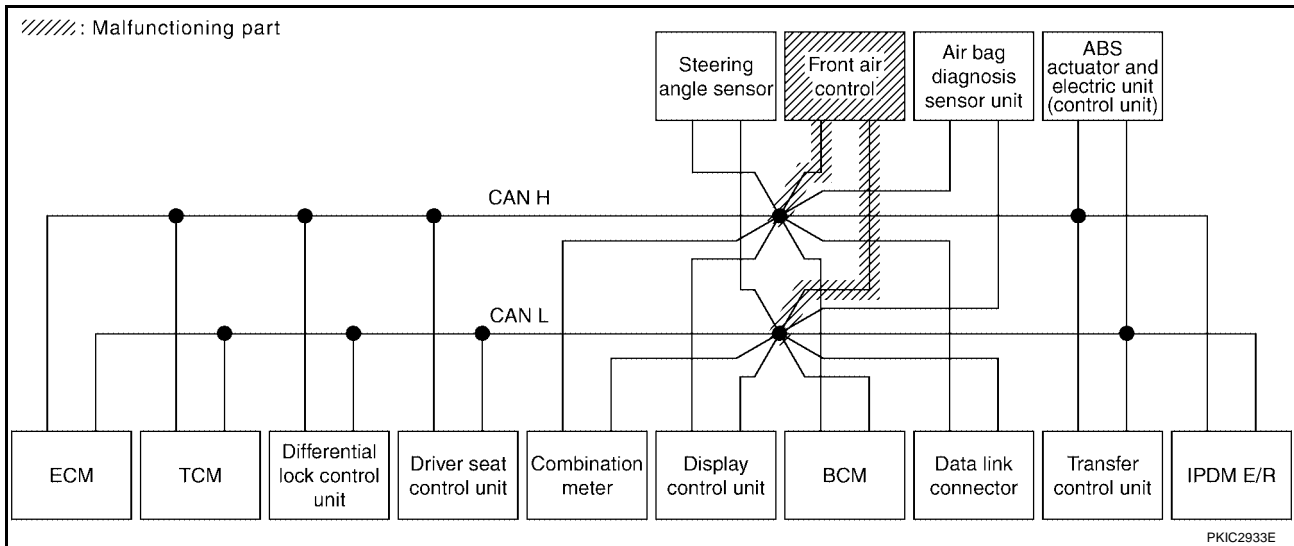 : Malfunctioning part
Steering
angle sensor
Front air
control
Air bag
diagnosis
sensor unit
ABS
actuator and
electric unit
(control unit)
CAN H
CAN L
ECM
TCM
Differential
lock control
unit
Driver seat
control unit
Combination
meter
Display
control unit
BCM
Data link
connector
Transfer
control unit
IPDM E/R
PKIC2933E